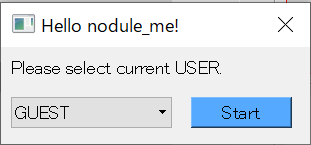 Hello nodule_me!
Please select current USER.
GUEST
Start